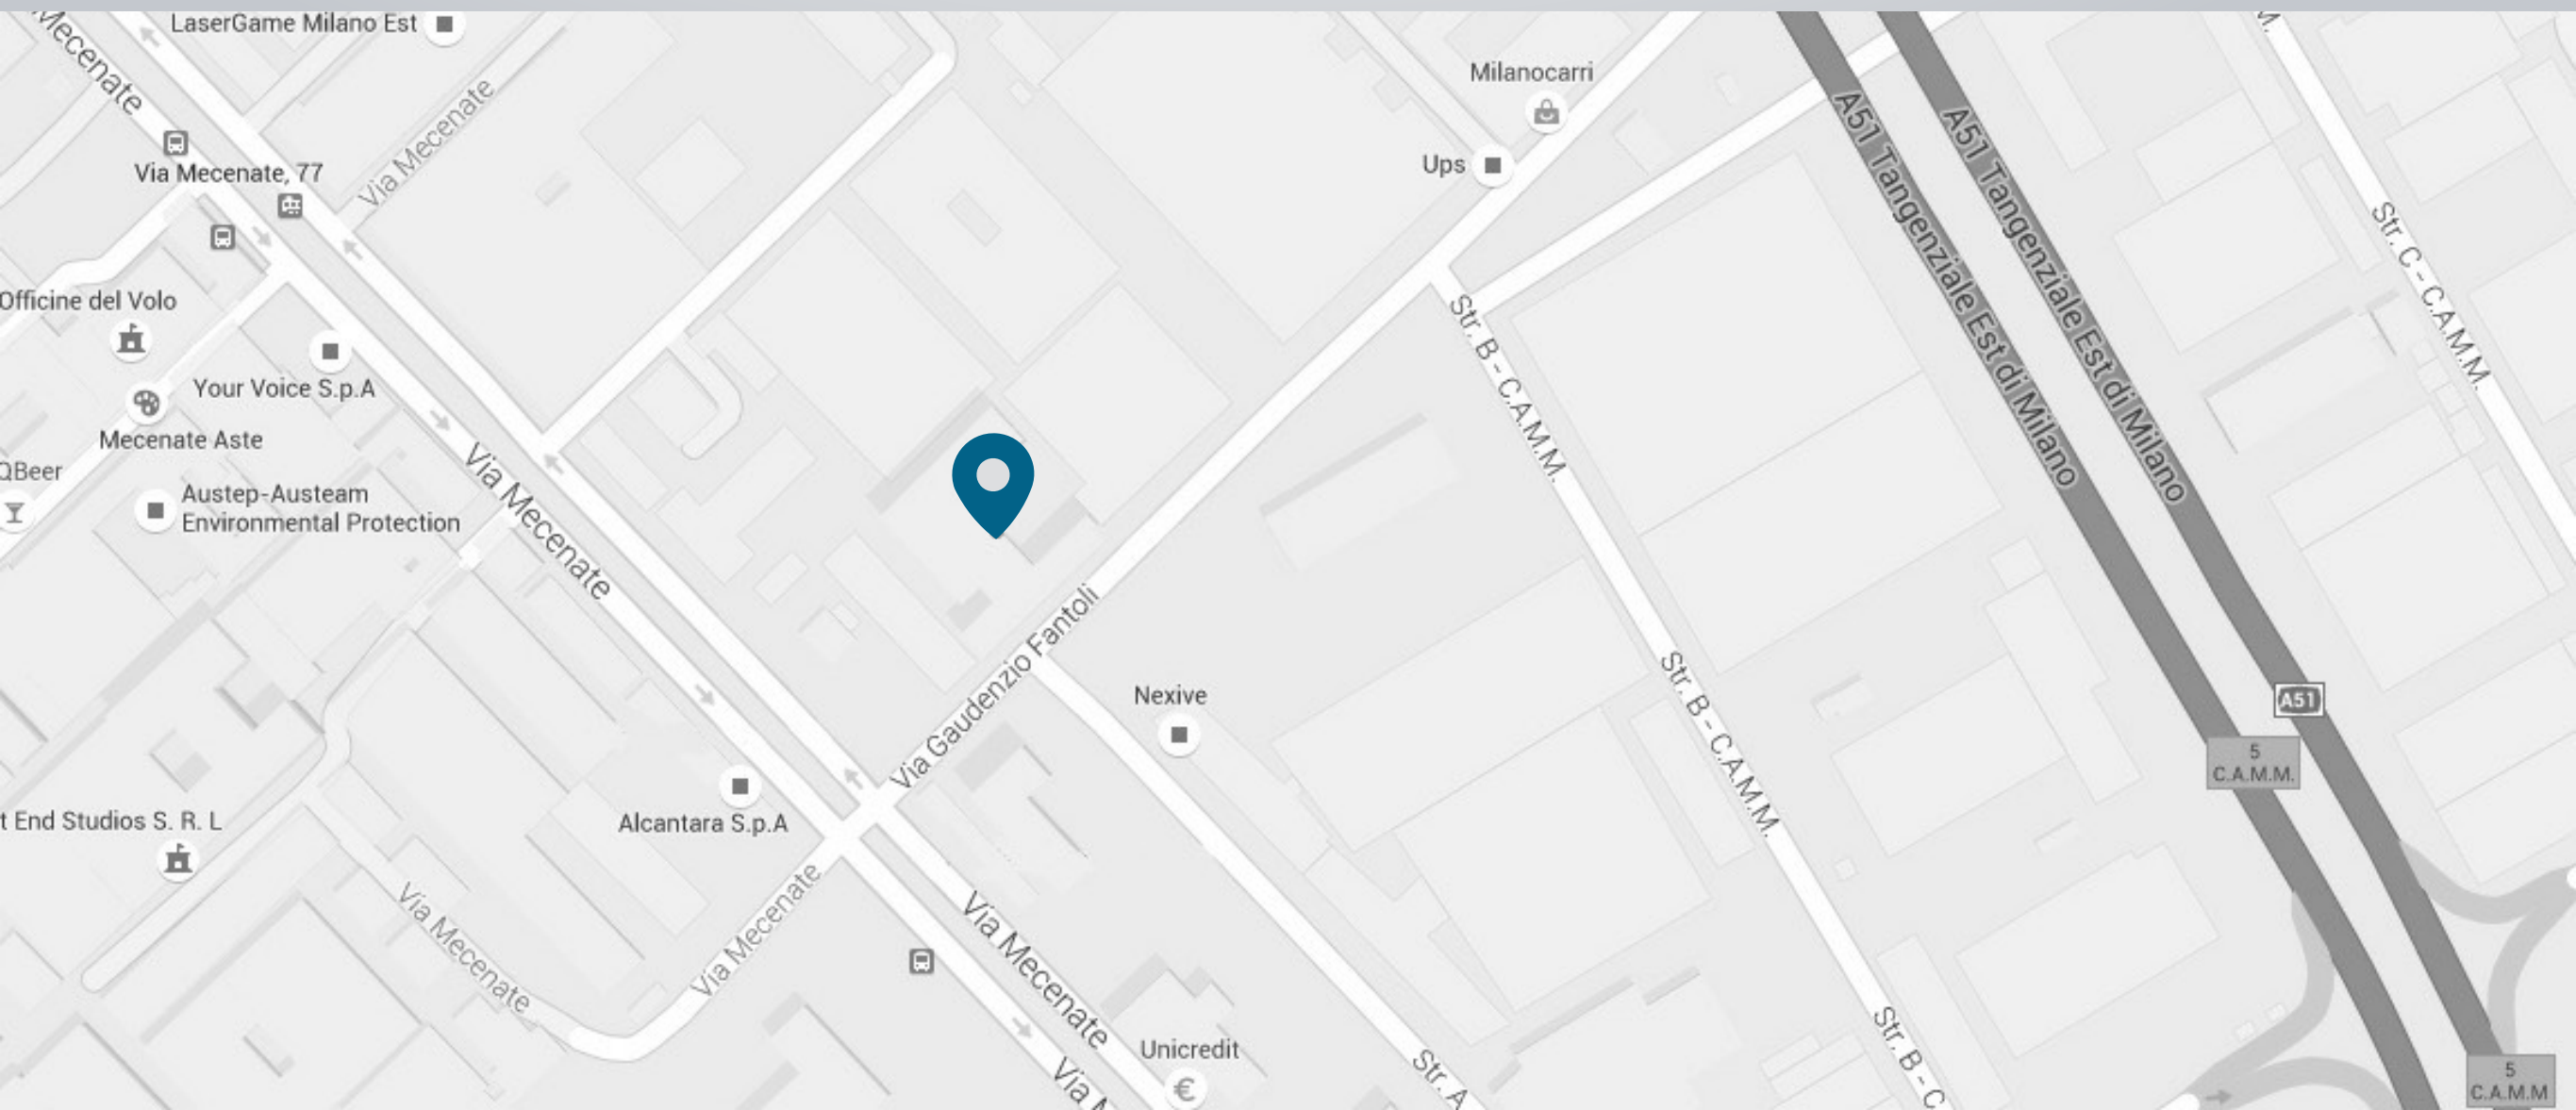 LaserGame Milano Est
Mecenate
Via Mecenate
Via Mecenate, 77
Milanocarri
Ups
A51 Tangenziale Est di Milano
A51 Tangenziale Est di Milano
M.
Str. C - C.A.M.M.
Officine del Volo
Your Voice S.p.A
Mecenate Aste
QBeer
Austep-Austeam
Environmental Protection
Via Mecenate
Str. B - C.A.M.M.
Via Gaudenzio Fantoli
Nexive
Str. B - C.A.M.M.
A51
5
C.A.M.M.
Alcantara S.p.A
t End Studios S. R. L
Via Mecenate
Via Mecenate
Via Mecenate
Unicredit
€
Via M
Str. A
Str. B - C
5
C.A.M.M